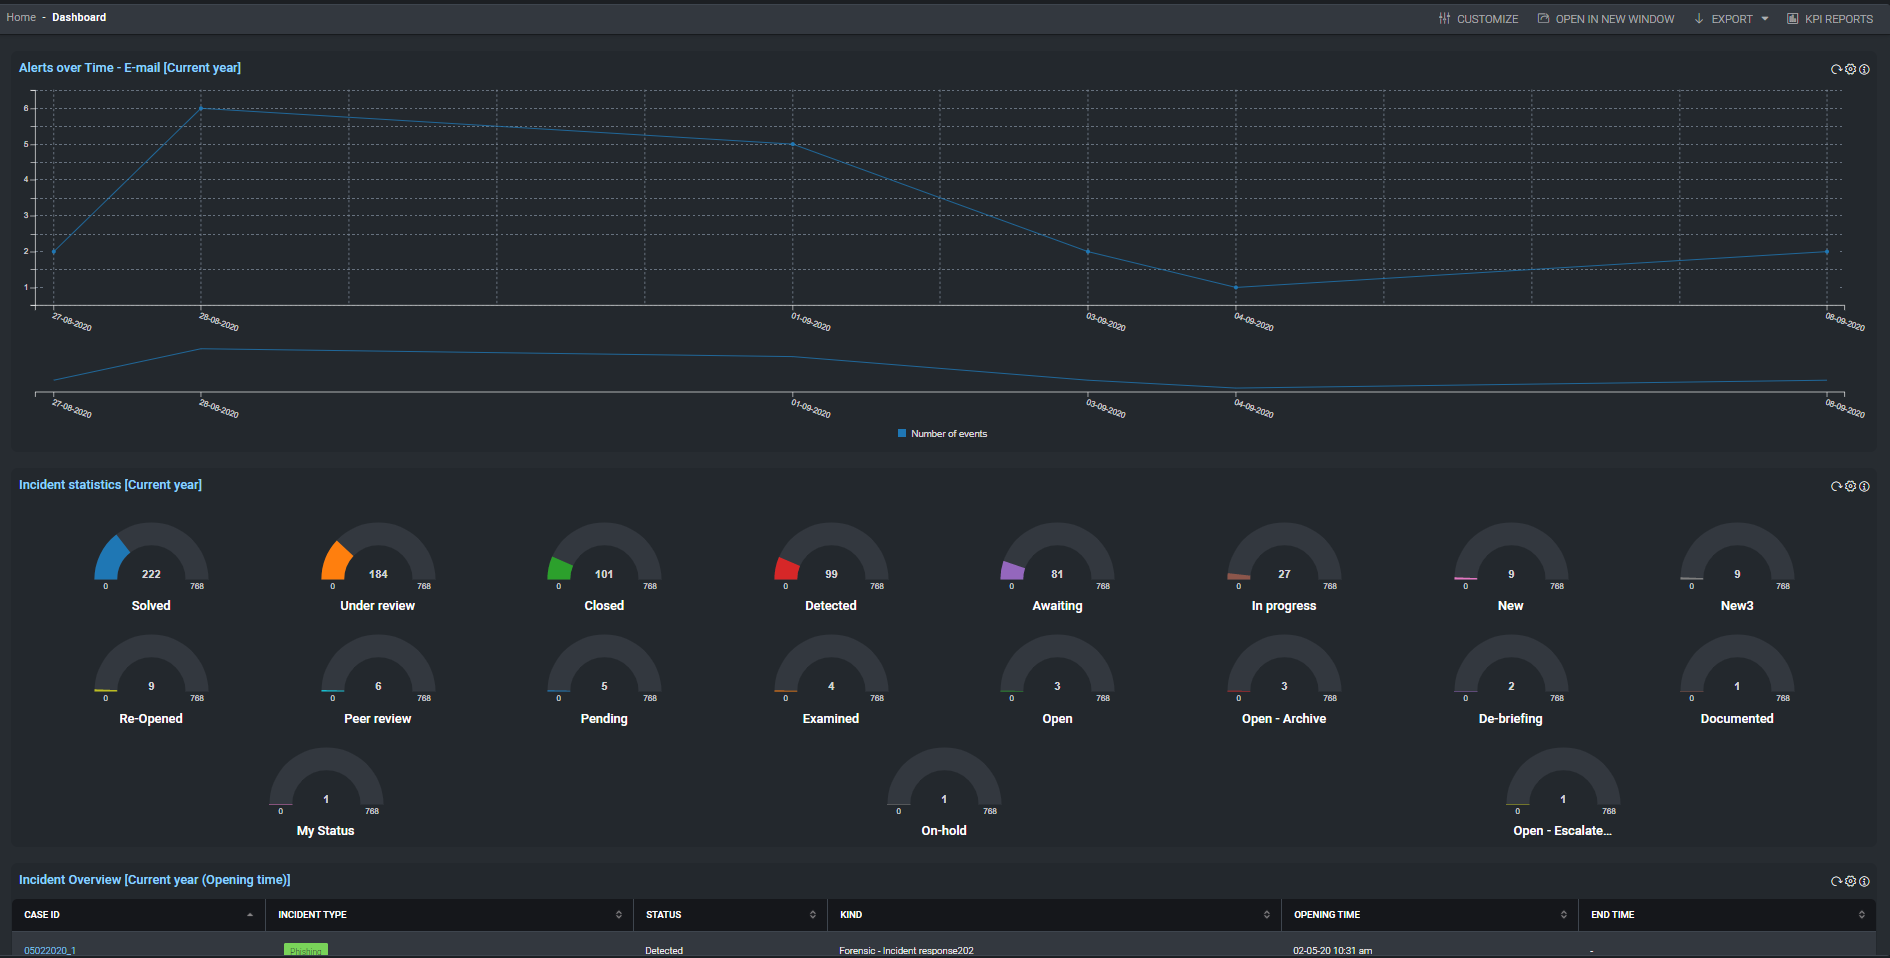 Home - Dashboard
CUSTOMIZE OPEN IN NEW WINDOW EXPORT KPI REPORTS
Alerts over Time - E-mail [Current year]
6
5
4
3
2
1
27-08-2020 28-08-2020 01-09-2020 03-09-2020 04-09-2020 08-09-2020
27-08-2020 28-08-2020 01-09-2020 03-09-2020 04-09-2020 08-09-2020
Number of events
Incident statistics [Current year]
222 184 101 99 81 27 9 9
0 768 0 768 0 768 0 768 0 768 0 768 0 768 0 768
Solved Under review Closed Detected Awaiting In progress New New3
9 6 5 4 3 3 2 1
0 768 0 768 0 768 0 768 0 768 0 768 0 768 0 768
Re-Opened Peer review Pending Examined Open Open - Archive De-briefing Documented
1 1 1
0 768 0 768 0 768
My Status On-hold Open - Escalate...
Incident Overview [Current year (Opening time)]
CASE ID INCIDENT TYPE STATUS KIND OPENING TIME END TIME
05022020_1 Phishing Detected Forensic - Incident response202 02-05-20 10:31 am -